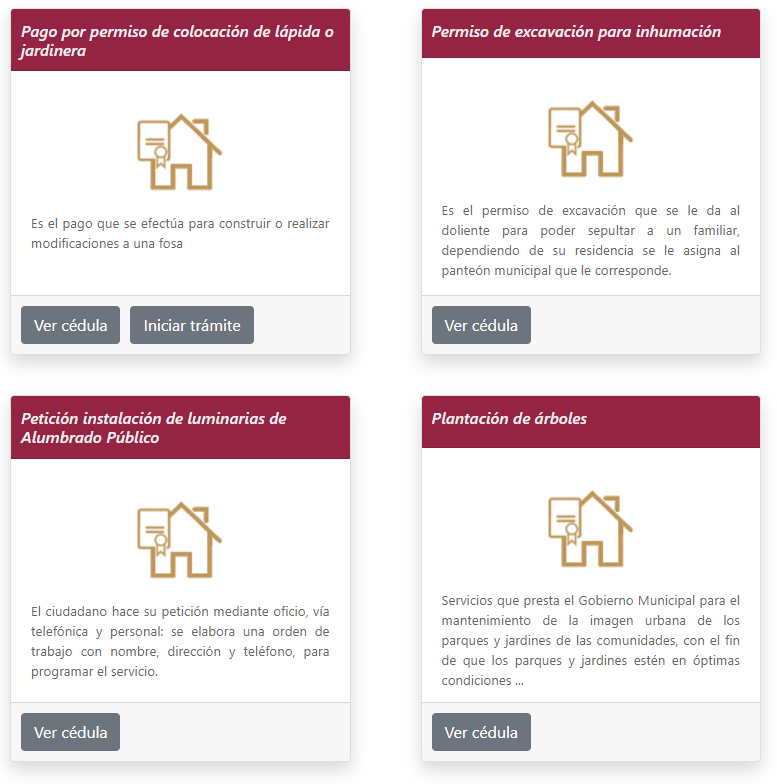 Pago por permiso de colocación de lápida o
jardinera
Es el pago que se efectúa para construir o realizar
modificaciones a una fosa
Ver cédula
Iniciar trámite
Permiso de excavación para inhumación
Es el permiso de excavación que se le da al
doliente para poder sepultar a un familiar,
dependiendo de su residencia se le asigna al
panteón municipal que le corresponde.
Ver cédula
Petición instalación de luminarias de
Alumbrado Público
El ciudadano hace su petición mediante oficio, vía
telefónica y personal: se elabora una orden de
trabajo con nombre, dirección y teléfono, para
programar el servicio.
Ver cédula
Plantación de árboles
Servicios que presta el Gobierno Municipal para el
mantenimiento de la imagen urbana de los
parques y jardines de las comunidades, con el fin
de que los parques y jardines estén en óptimas
condiciones ...
Ver cédula